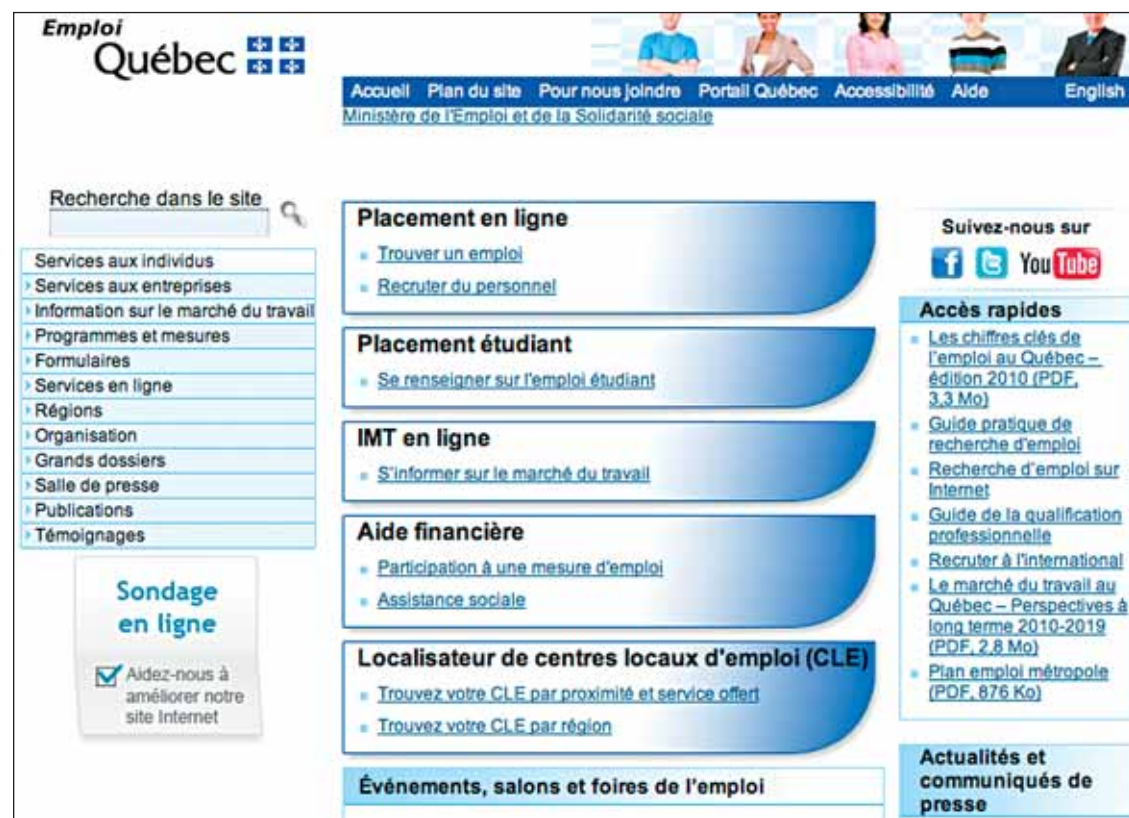 Emploi
Québec
Accueil Plan du site Pour nous joindre Portail Québec Accessibilité Aide English
Ministère de l'Emploi et de la Solidarité sociale
Recherche dans le site
Services aux individus
Services aux entreprises
Information sur le marché du travail
Programmes et mesures
Formulaires
Services en ligne
Régions
Organisation
Grands dossiers
Salle de presse
Publications
Témoignages
Sondage
en ligne
Aidez-nous à
améliorer notre
site Internet
Placement en ligne
Trouver un emploi
Recruter du personnel
Placement étudiant
Se renseigner sur l'emploi étudiant
IMT en ligne
S'informer sur le marché du travail
Aide financière
Participation à une mesure d'emploi
Assistance sociale
Localisateur de centres locaux d'emploi (CLE)
Trouvez votre CLE par proximité et service offert
Trouvez votre CLE par région
Événements, salons et foires de l'emploi
Suivez-nous sur
f t YouTube
Accès rapides
Les chiffres clés de
l'emploi au Québec –
édition 2010 (PDF,
3,3 Mo)
Guide pratique de
recherche d'emploi
Recherche d'emploi sur
Internet
Guide de la qualification
professionnelle
Recruter à l'international
Le marché du travail au
Québec – Perspectives à
long terme 2010-2019
(PDF, 2,8 Mo)
Plan emploi métropole
(PDF, 876 Ko)
Actualités et
communiqués de
presse